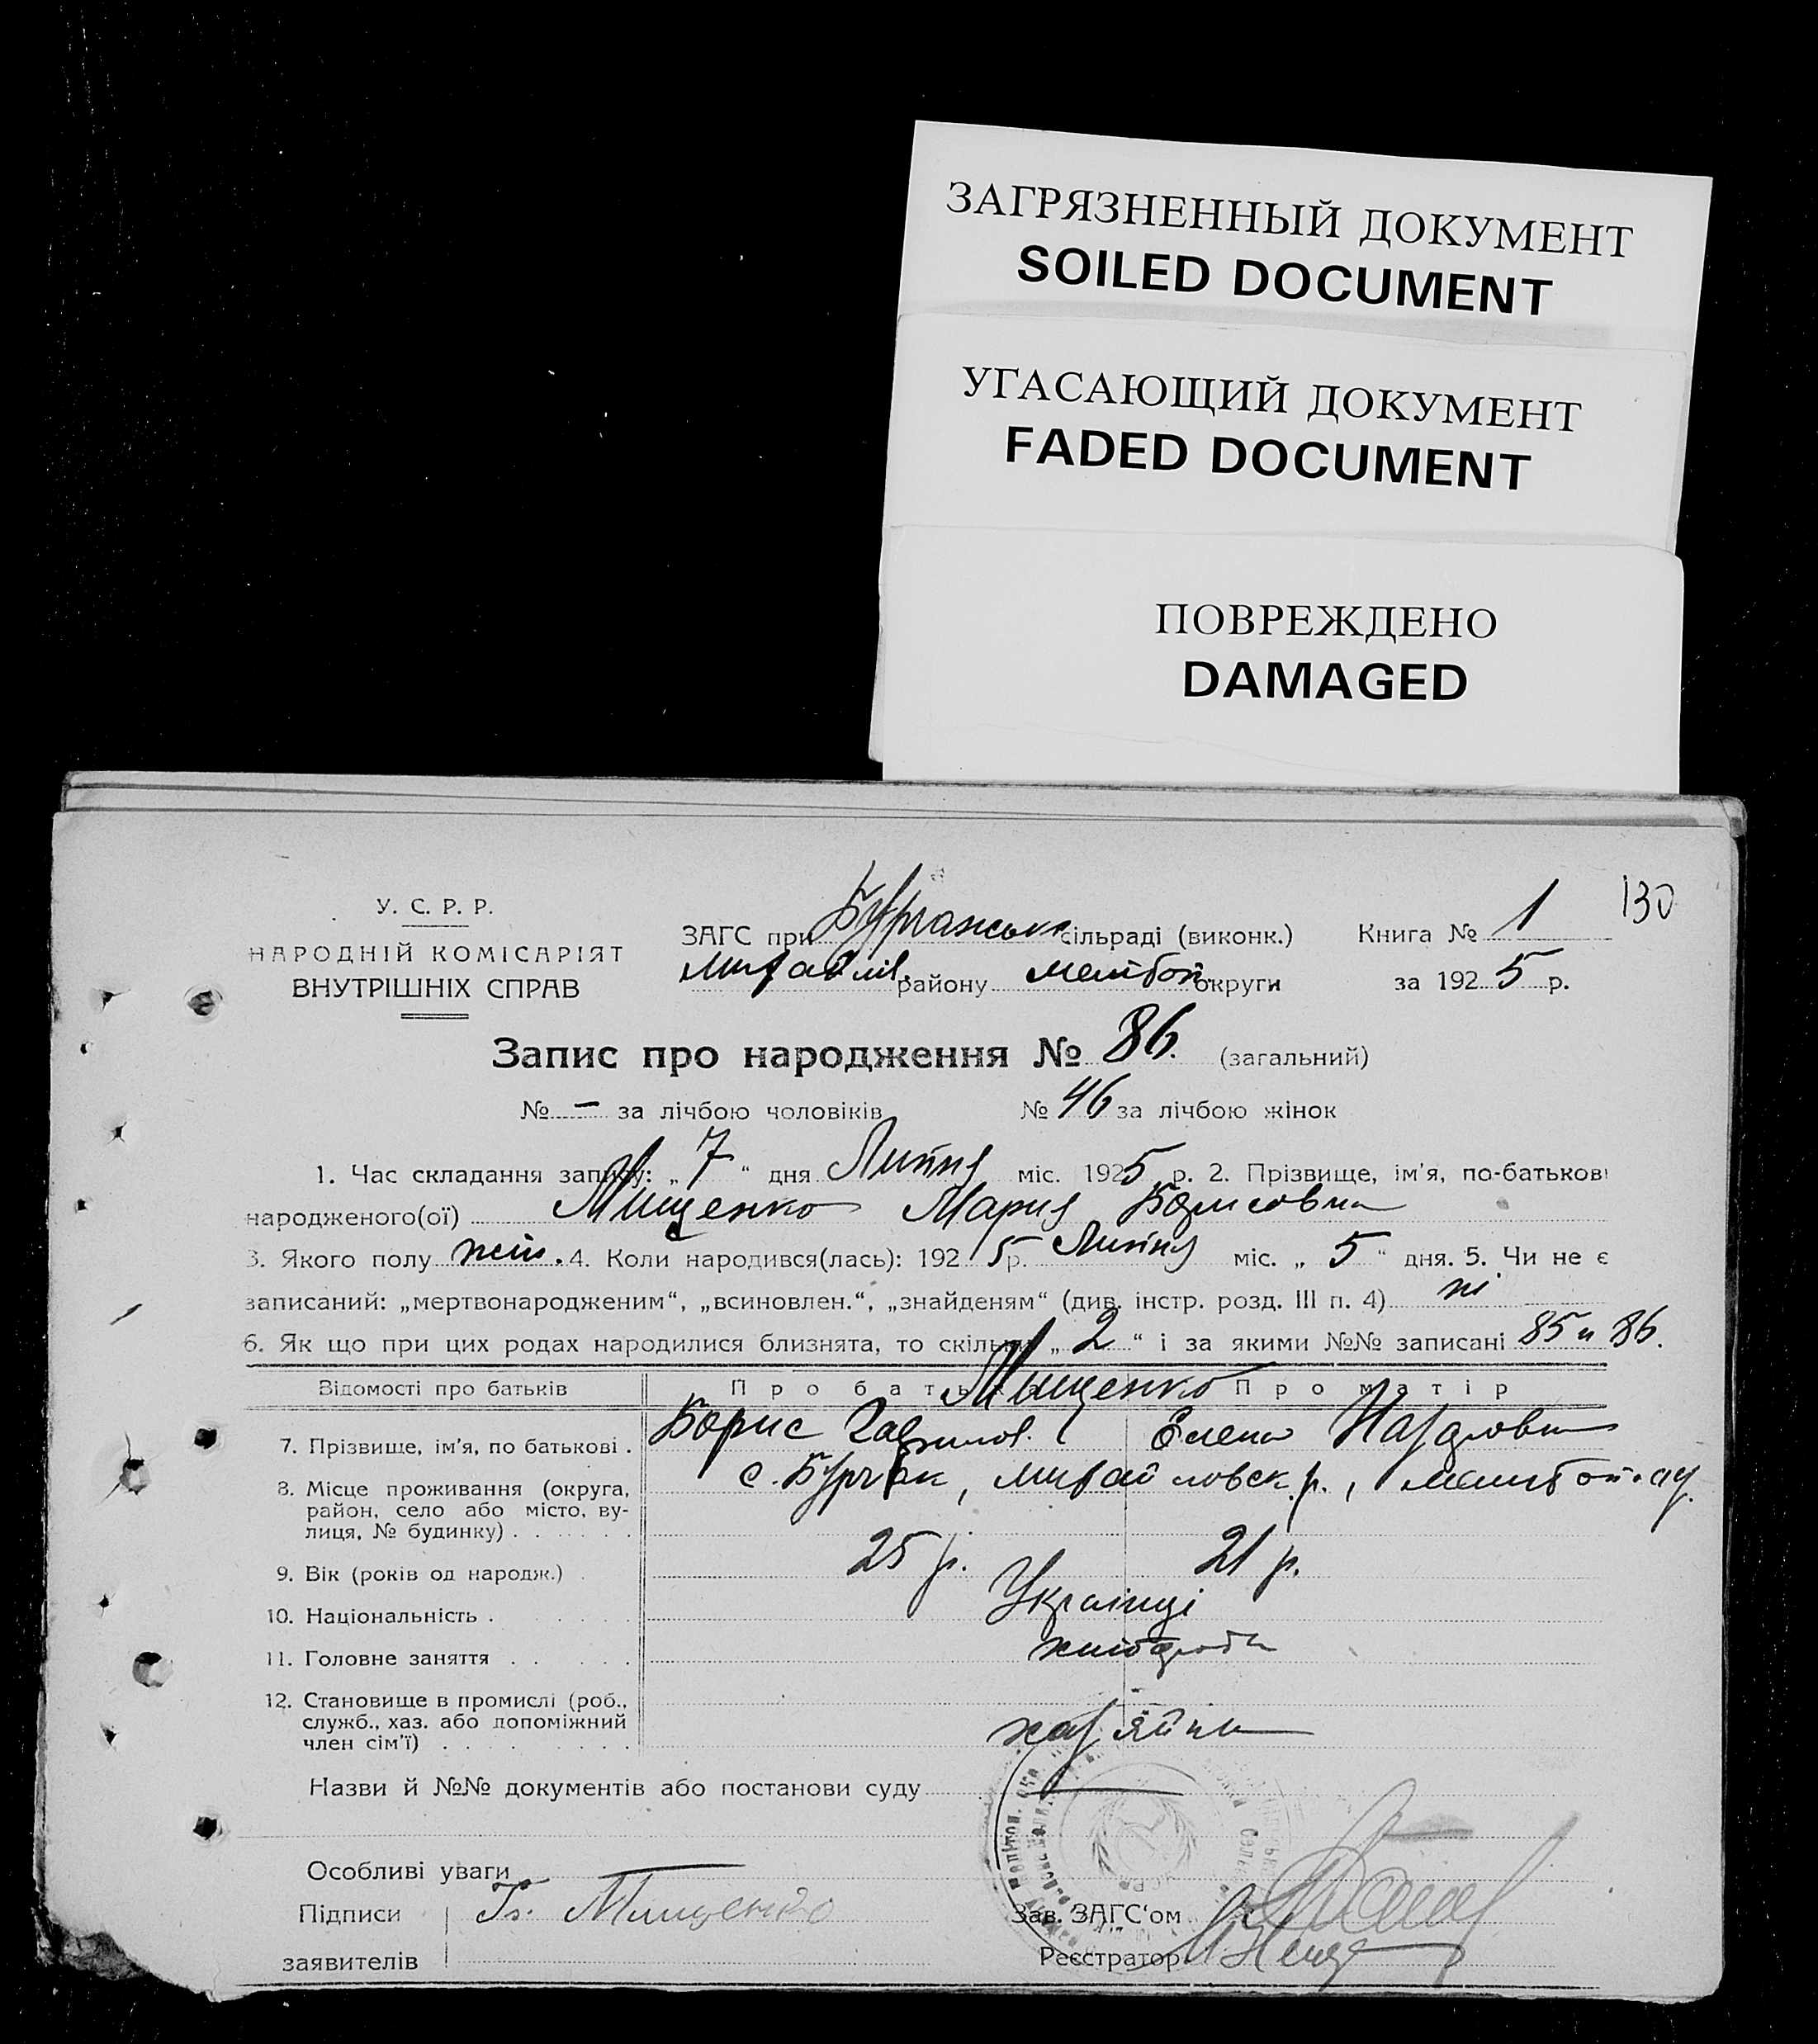 ЗАГРЯЗНЕННЫЙ ДОКУМЕНТ
SOILED DOCUMENT
УГАСАЮЩИЙ ДОКУМЕНТ
FADED DOCUMENT
ПОВРЕЖДЕНО
DAMAGED
130
У. С. Р. Р.
НАРОДНІЙ КОМІСАРІЯТ
ВНУТРІШНІХ СПРАВ
ЗАГС при сільраді (виконк.) Книга № 1
району округи за 1925 р.
Запис про народження № 86. (загальний)
№ — за лічбою чоловіків № 46 за лічбою жінок
1. Час складання запису: „7“ дня Липня міс. 1925 р. 2. Прізвище, ім'я, по-батькові
народженого(ої) Мищенко Мария Борисовна
3. Якого полу жін. 4. Коли народився(лась): 1925 р. Липня міс. „5“ дня. 5. Чи не є
записаний: „мертвонародженим“, „всиновлен.“, „знайденям“ (див. інстр. розд. III п. 4) ні
6. Як що при цих родах народилися близнята, то скільки „2“ і за якими №№ записані 85 и 86.
Відомості про батьків Про батька Про матір
Мищенко
7. Прізвище, ім'я, по батькові . Борис Гаврилов. Елена
8. Місце проживання (округа, с. Бурчак, Михайловск. р.,
район, село або місто, ву-
лиця, № будинку) . . . . . .
9. Вік (років од народж.) . 25 р. 21 р.
10. Національність . . . . . . Українці
11. Головне заняття . . . . . хлібороби
12. Становище в промислі (роб.,
служб., хаз. або допоміжний хазяїни
член сім'ї) . . . . . . . .
Назви й №№ документів або постанови суду —
Особливі уваги —
Підписи Мищенко Зав. ЗАГС'ом
заявителів Реєстратор